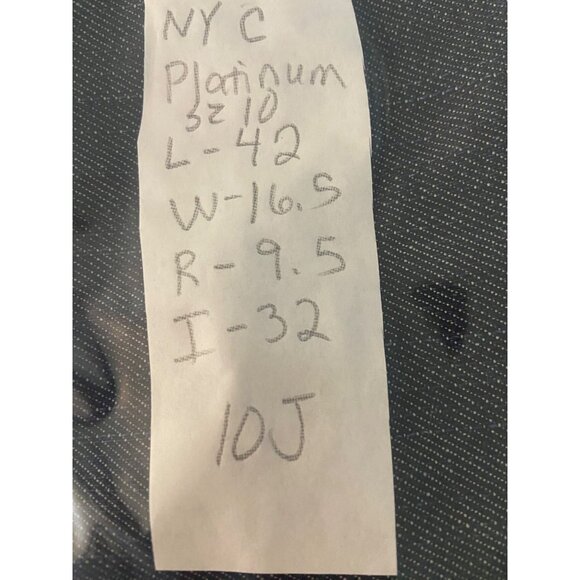 NY C
Platinum
SZ 10
L-42
W-16.5
R-9.5
I-32
10J